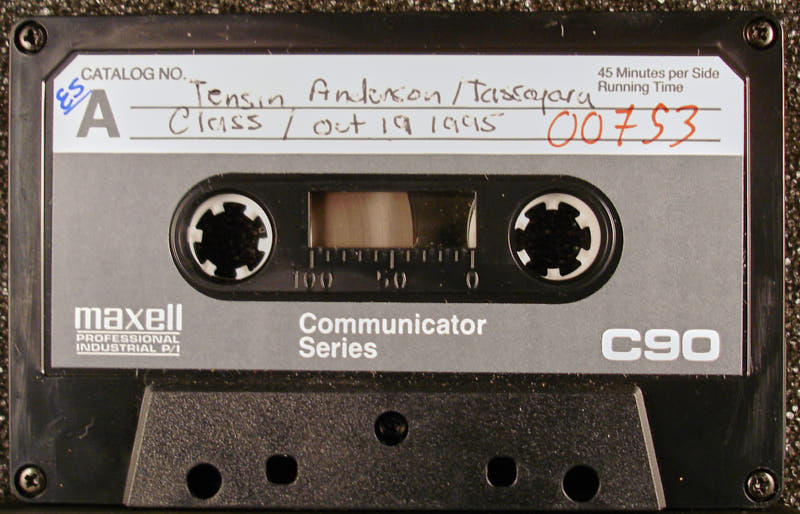 CATALOG NO. Tensin Anderson / Tassajara
45 Minutes per Side
Running Time
53
A Class / Oct 19 1995 00753
100 50 0
maxell
PROFESSIONAL
INDUSTRIAL P/I
Communicator
Series
C90